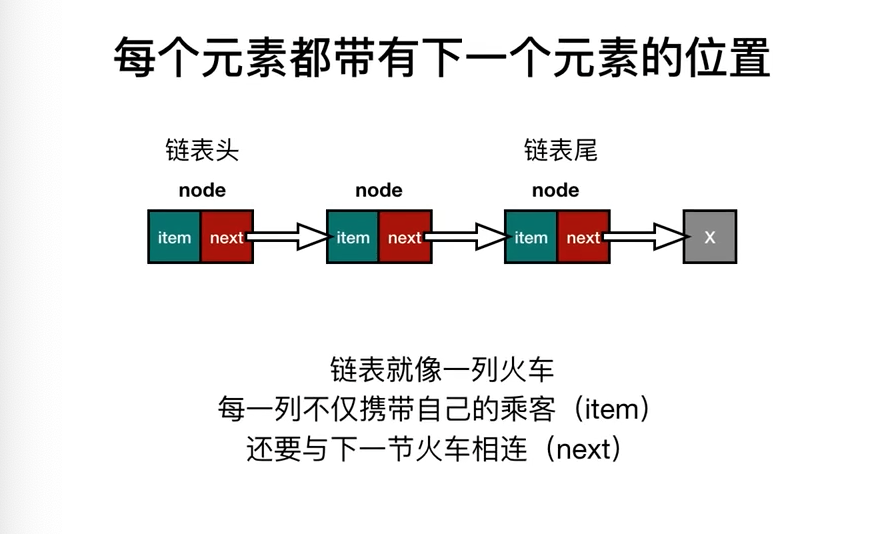 每个元素都带有下一个元素的位置
链表头 链表尾
node node node
item next item next item next X
链表就像一列火车
每一列不仅携带自己的乘客（item）
还要与下一节火车相连（next）